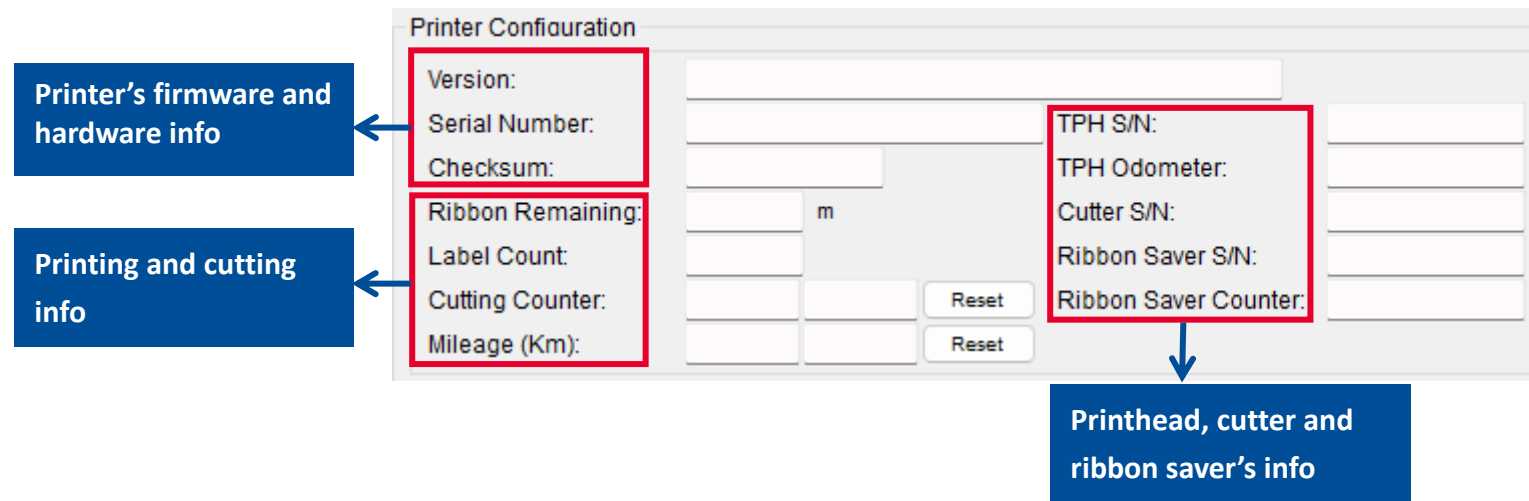 Printer Configuration
Printer's firmware and
hardware info
Version:
Serial Number:
Checksum:
TPH S/N:
TPH Odometer:
Cutter S/N:
Ribbon Saver S/N:
Ribbon Saver Counter:
Printing and cutting
info
Ribbon Remaining: m
Label Count:
Cutting Counter: Reset
Mileage (Km): Reset
Printhead, cutter and
ribbon saver's info